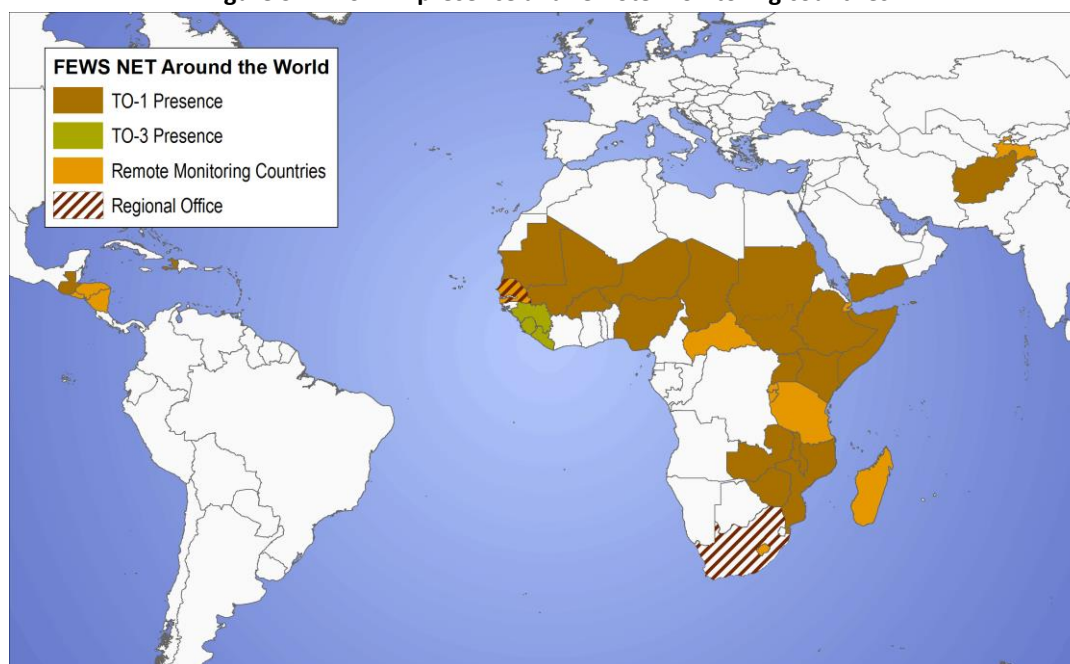 FEWS NET Around the World
TO-1 Presence
TO-3 Presence
Remote Monitoring Countries
Regional Office